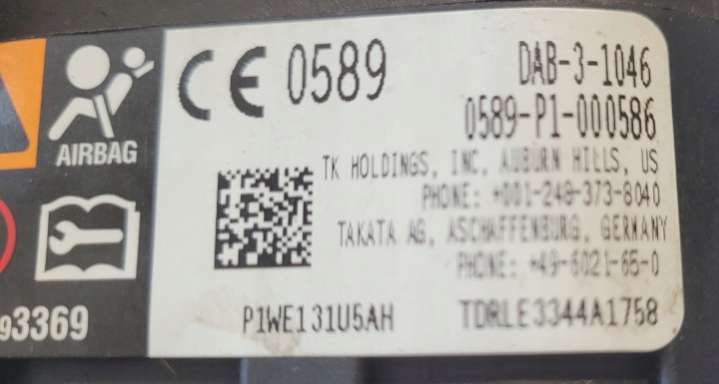 AIRBAG
93369
CE 0589
DAB-3-1046
0589-P1-000586
TK HOLDINGS, INC, AUBURN HILLS, US
PHONE: +001-248-373-8040
TAKATA AG, ASCHAFFENBURG, GERMANY
PHONE: +49-6021-65-0
P1WE131U5AH
TDRLE3344A1758